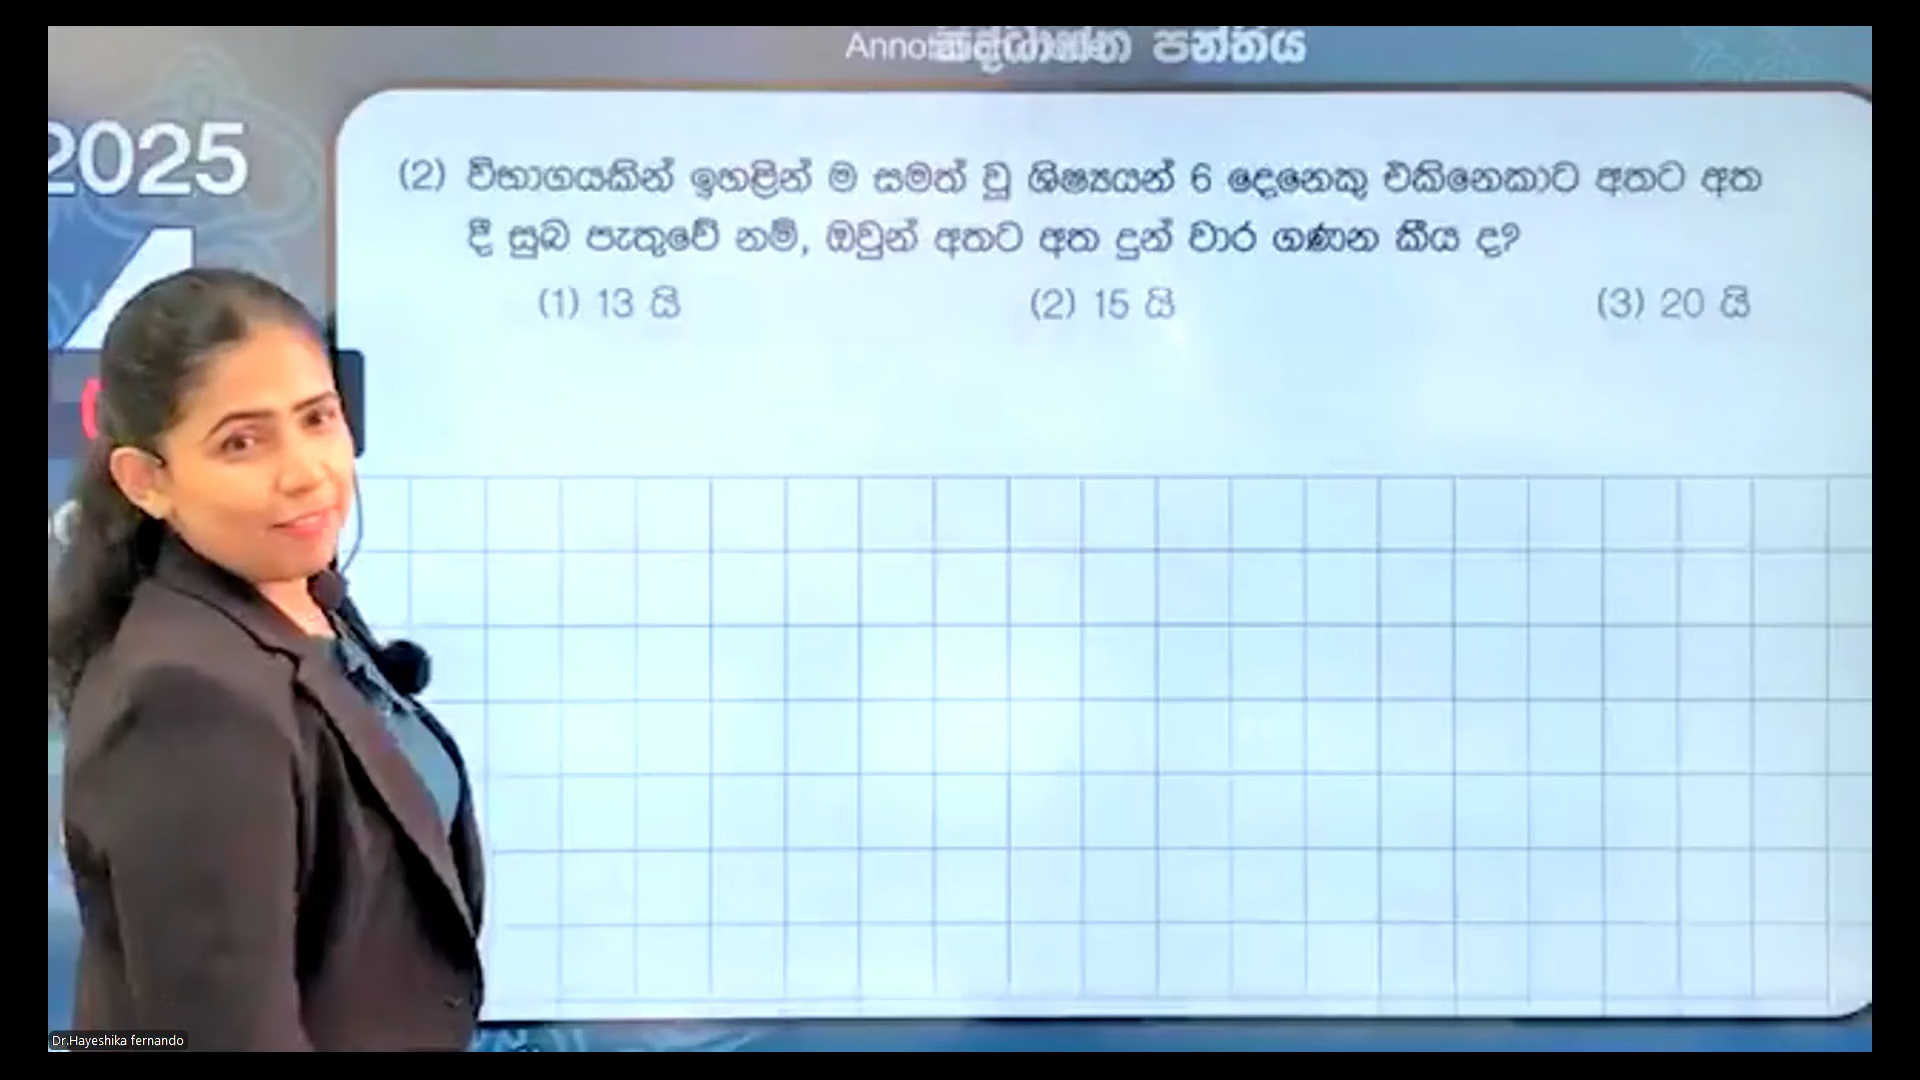 පන්තිය
2025
(2) විභාගයකින් ඉහළින් ම සමත් වූ ශිෂ්‍යයන් 6 දෙනෙකු එකිනෙකාට අතට අත
දී සුබ පැතුවේ නම්, ඔවුන් අතට අත දුන් වාර ගණන කීය ද?
(1) 13 යි (2) 15 යි (3) 20 යි
Dr.Hayeshika fernando